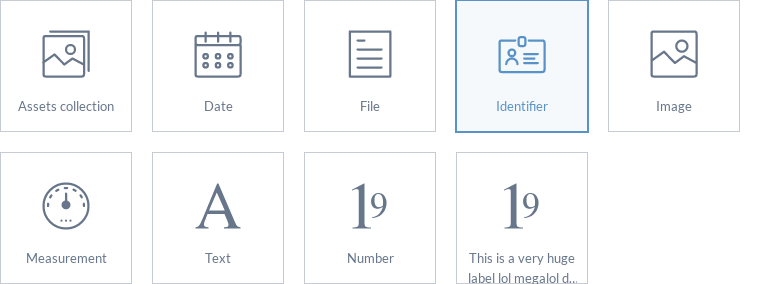 Assets collection
Date
File
Identifier
Image
Measurement
A
Text
19
Number
19
This is a very huge
label lol megalol d...